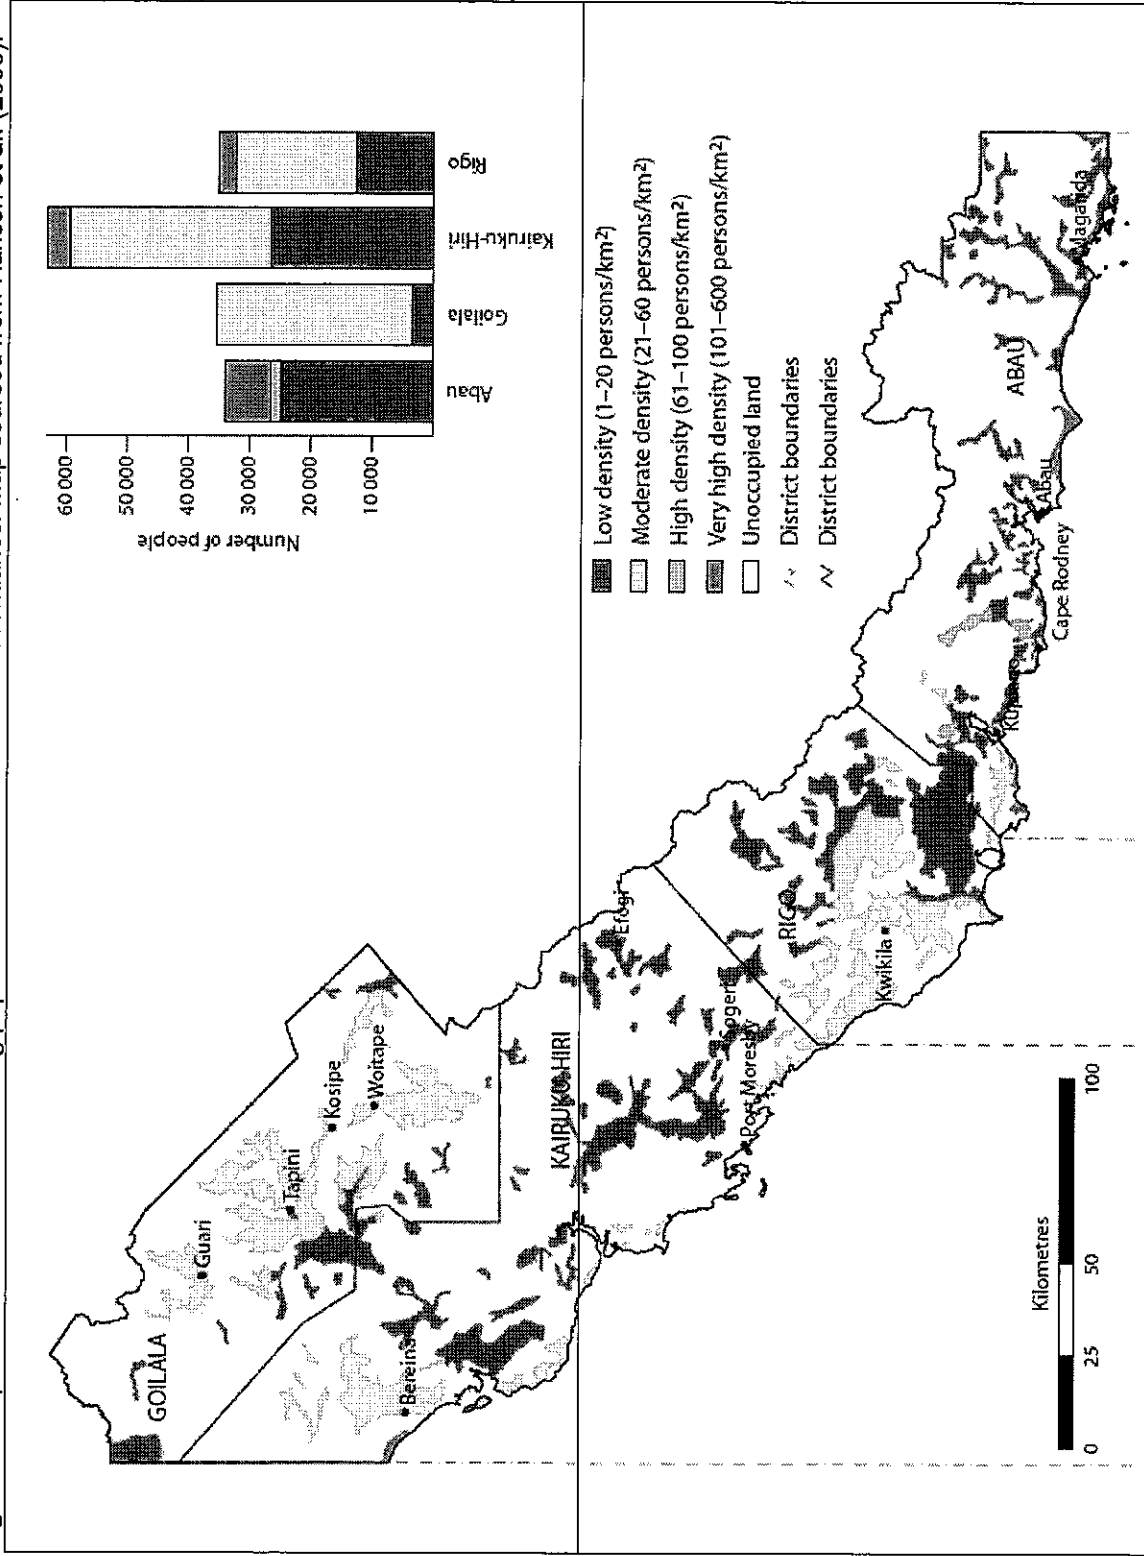 60 000
50 000
40 000
30 000
20 000
10 000
Number of people
Abau
Goilala
Kairuku-Hiri
Rigo
Low density (1–20 persons/km²)
Moderate density (21–60 persons/km²)
High density (61–100 persons/km²)
Very high density (101–600 persons/km²)
Unoccupied land
District boundaries
District boundaries
GOILALA
Guari
Tapini
Kosipe
Woitape
Bereina
KAIRUKU-HIRI
Efogi
Sogeri
Port Moresby
RIGO
Kwikila
Kupiano
Cape Rodney
Abau
ABAU
Magarida
Kilometres
0 25 50 100